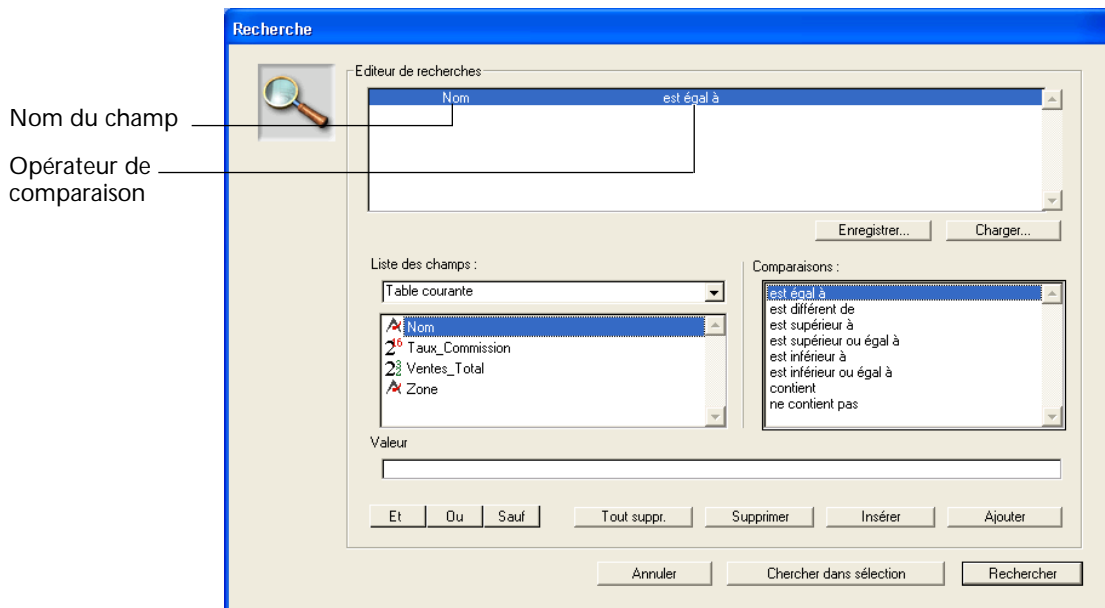 Recherche
Editeur de recherches
Nom est égal à
Nom du champ
Opérateur de
comparaison
Enregistrer... Charger...
Liste des champs :
Table courante
Nom
Taux_Commission
Ventes_Total
Zone
Comparaisons :
est égal à
est différent de
est supérieur à
est supérieur ou égal à
est inférieur à
est inférieur ou égal à
contient
ne contient pas
Valeur
Et Ou Sauf Tout suppr. Supprimer Insérer Ajouter
Annuler Chercher dans sélection Rechercher